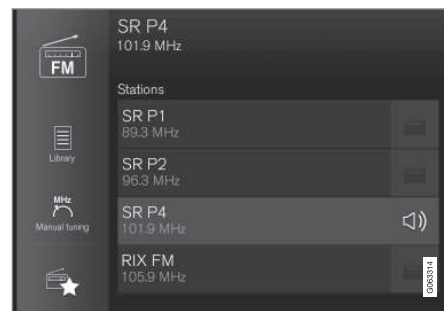 SR P4
101.9 MHz
FM
Stations
SR P1
89.3 MHz
Library
SR P2
96.3 MHz
MHz
Manual tuning
SR P4
101.9 MHz
RIX FM
105.9 MHz
G063314